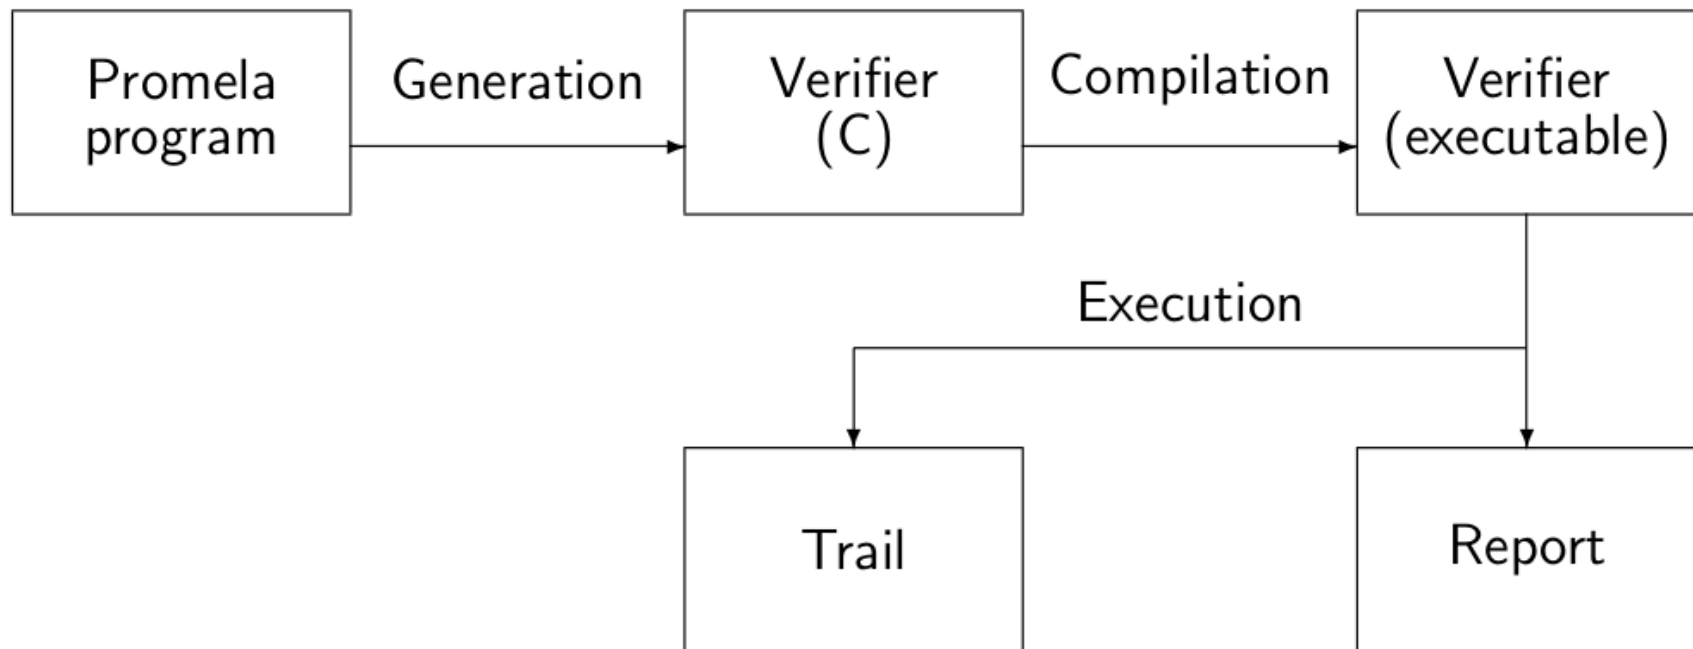 Promela
program
Generation
Verifier
(C)
Compilation
Verifier
(executable)
Execution
Trail
Report